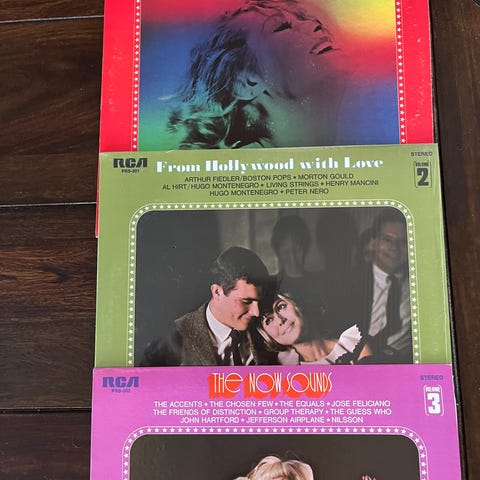 RCA
PRS-301
From Hollywood with Love
STEREO
VOLUME
2
ARTHUR FIEDLER/BOSTON POPS • MORTON GOULD
AL HIRT/HUGO MONTENEGRO • LIVING STRINGS • HENRY MANCINI
HUGO MONTENEGRO • PETER NERO
RCA
PRS-302
THE NOW SOUNDS
STEREO
VOLUME
3
THE ACCENTS • THE CHOSEN FEW • THE EQUALS • JOSE FELICIANO
THE FRIENDS OF DISTINCTION • GROUP THERAPY • THE GUESS WHO
JOHN HARTFORD • JEFFERSON AIRPLANE • NILSSON